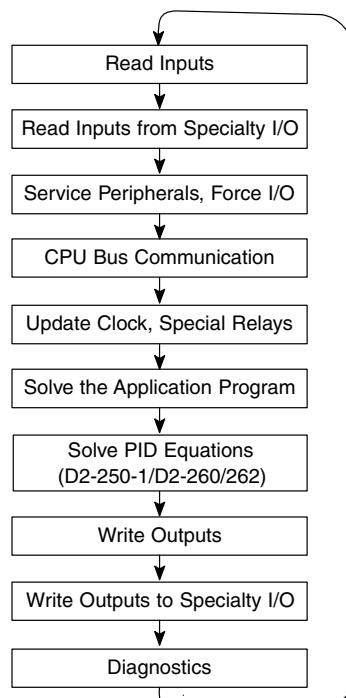 Read Inputs
Read Inputs from Specialty I/O
Service Peripherals, Force I/O
CPU Bus Communication
Update Clock, Special Relays
Solve the Application Program
Solve PID Equations
(D2-250-1/D2-260/262)
Write Outputs
Write Outputs to Specialty I/O
Diagnostics